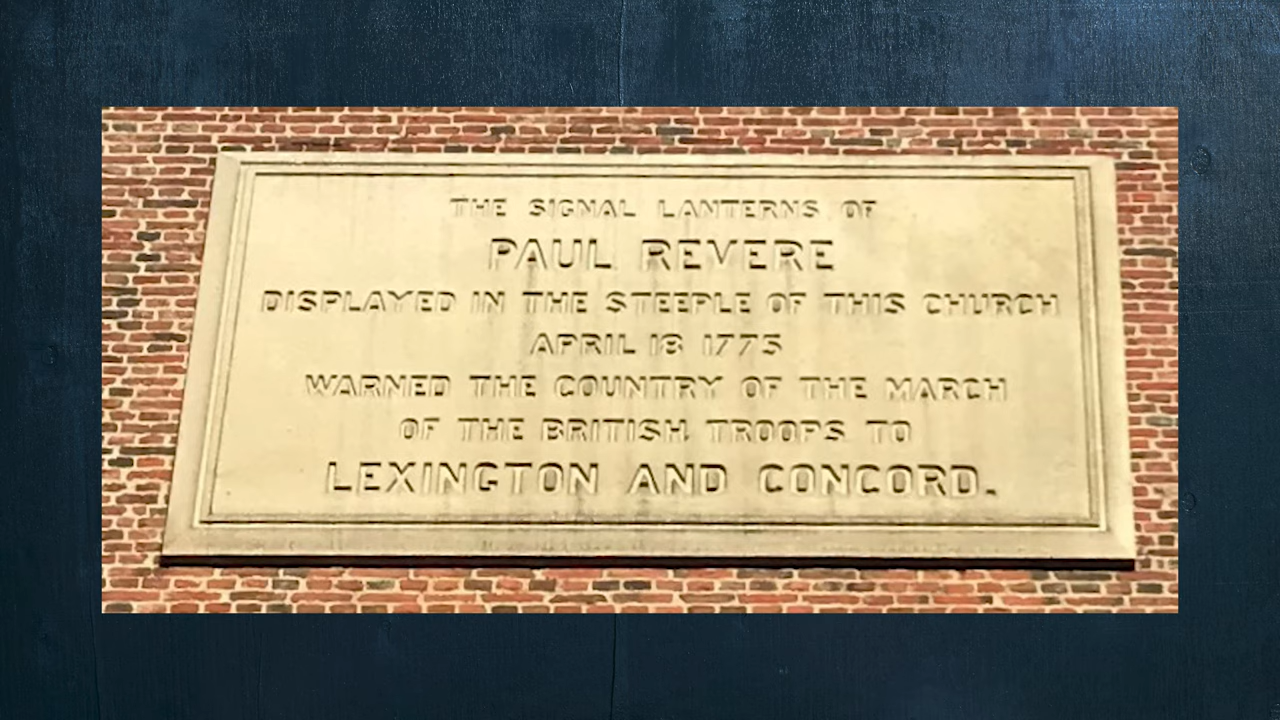 THE SIGNAL LANTERNS OF
PAUL REVERE
DISPLAYED IN THE STEEPLE OF THIS CHURCH
APRIL 18 1775
WARNED THE COUNTRY OF THE MARCH
OF THE BRITISH TROOPS TO
LEXINGTON AND CONCORD.